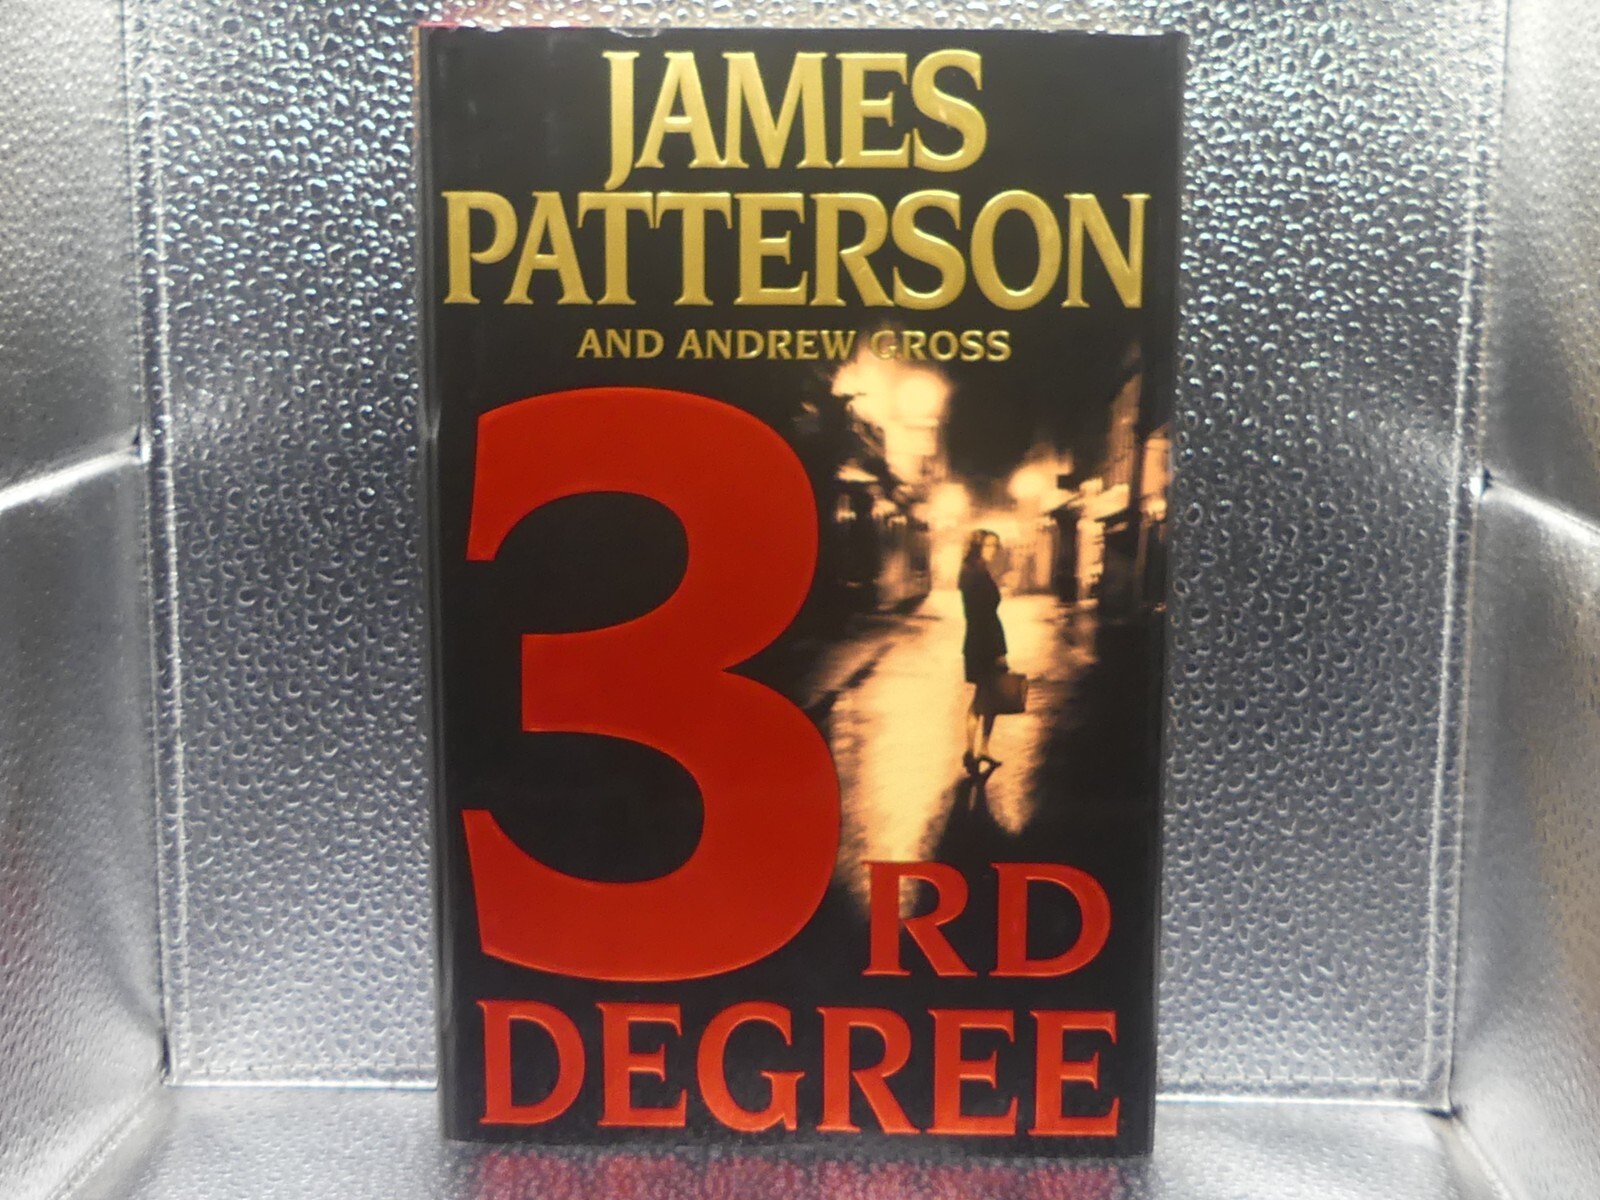 JAMES
PATTERSON
AND ANDREW GROSS
3RD
DEGREE